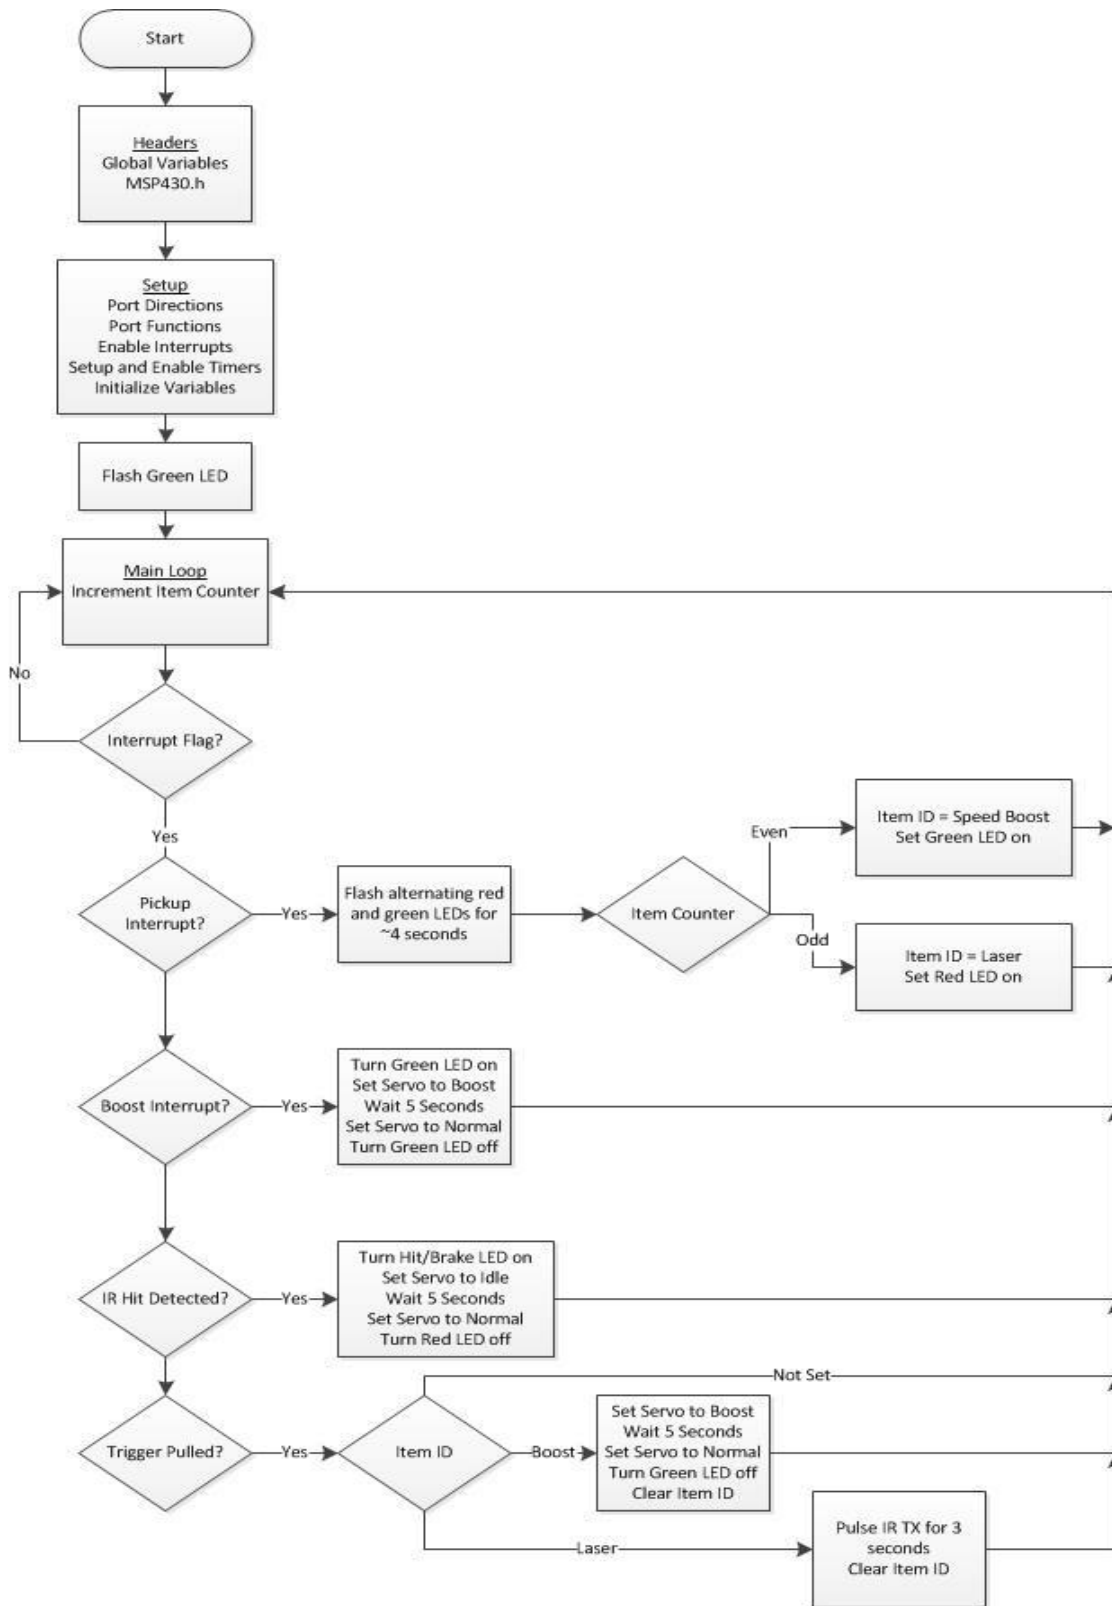 Start
Headers
Global Variables
MSP430.h
Setup
Port Directions
Port Functions
Enable Interrupts
Setup and Enable Timers
Initialize Variables
Flash Green LED
Main Loop
Increment Item Counter
No
Interrupt Flag?
Yes
Pickup
Interrupt?
Yes
Flash alternating red
and green LEDs for
~4 seconds
Item Counter
Even
Item ID = Speed Boost
Set Green LED on
Odd
Item ID = Laser
Set Red LED on
Boost Interrupt?
Yes
Turn Green LED on
Set Servo to Boost
Wait 5 Seconds
Set Servo to Normal
Turn Green LED off
IR Hit Detected?
Yes
Turn Hit/Brake LED on
Set Servo to Idle
Wait 5 Seconds
Set Servo to Normal
Turn Red LED off
Trigger Pulled?
Yes
Item ID
Not Set
Boost
Set Servo to Boost
Wait 5 Seconds
Set Servo to Normal
Turn Green LED off
Clear Item ID
Laser
Pulse IR TX for 3
seconds
Clear Item ID